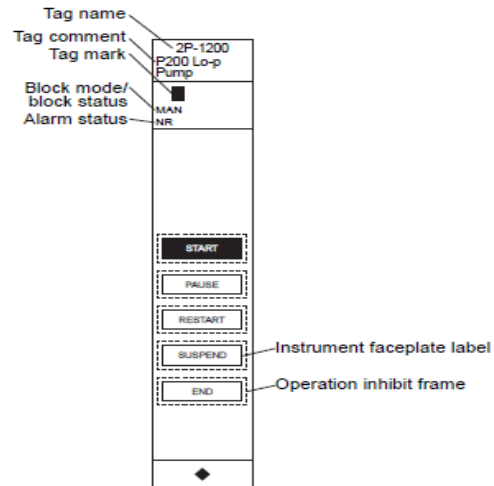 Tag name
2P-1200
Tag comment
P200 Lo-p
Pump
Tag mark
Block mode/
block status
MAN
Alarm status
NR
START
PAUSE
RESTART
SUSPEND
Instrument faceplate label
END
Operation inhibit frame